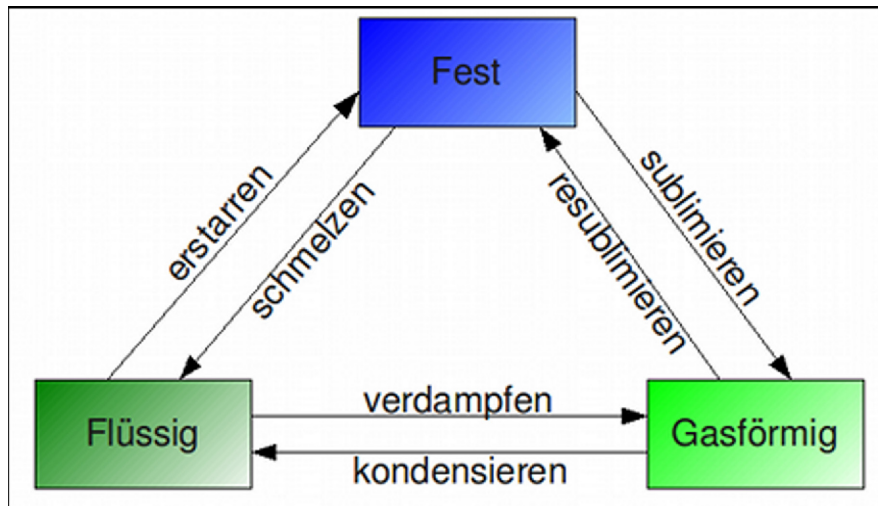 Fest
erstarren
schmelzen
resublimieren
sublimieren
Flüssig
verdampfen
kondensieren
Gasförmig